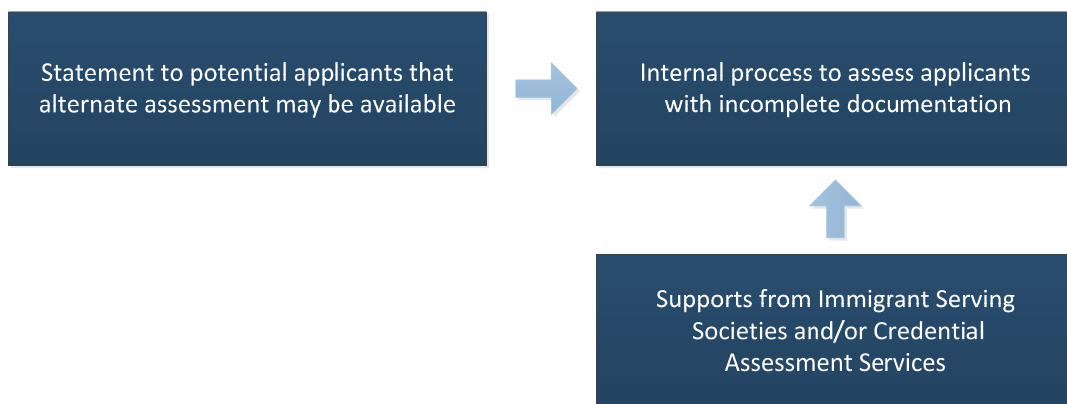 Statement to potential applicants that
alternate assessment may be available
Internal process to assess applicants
with incomplete documentation
Supports from Immigrant Serving
Societies and/or Credential
Assessment Services